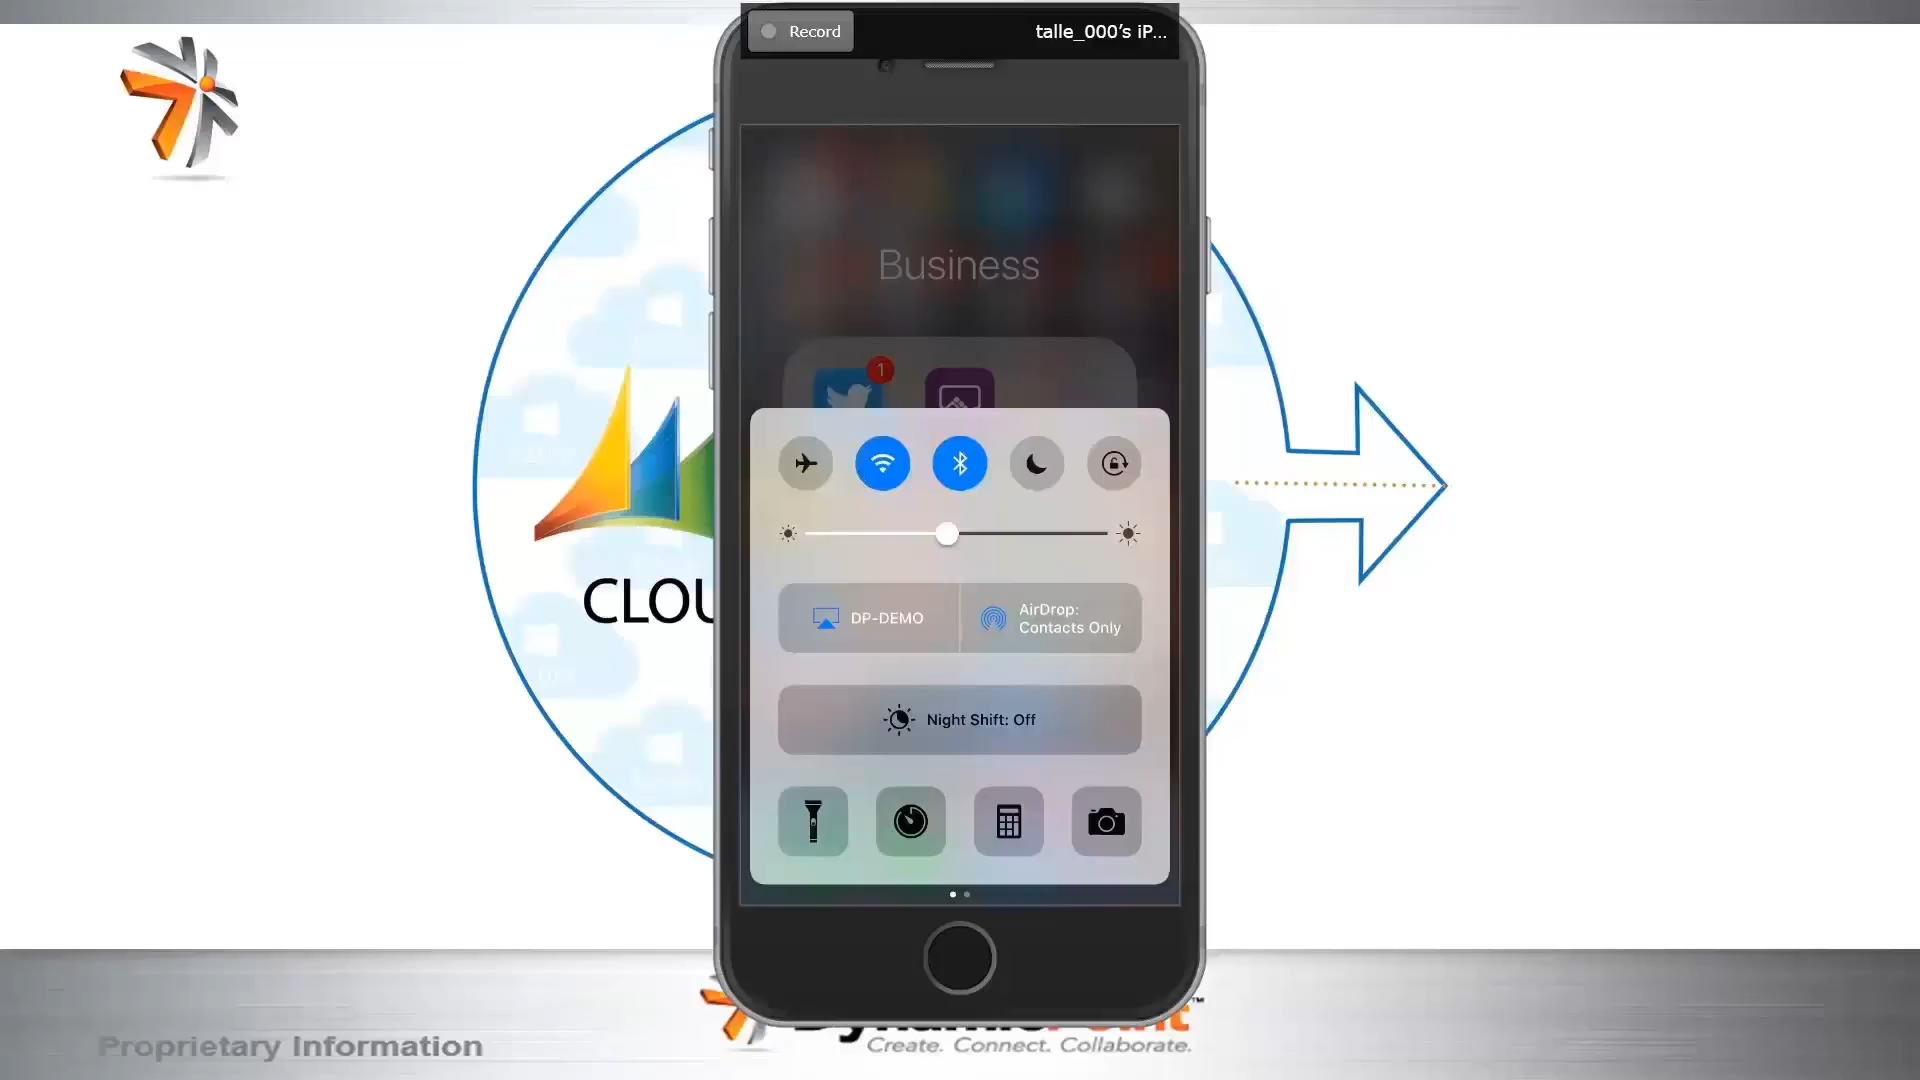 Record
talle_000’s iP...
Business
1
CLOU
DP-DEMO
AirDrop:
Contacts Only
Night Shift: Off
Create. Connect. Collaborate.
Proprietary Information